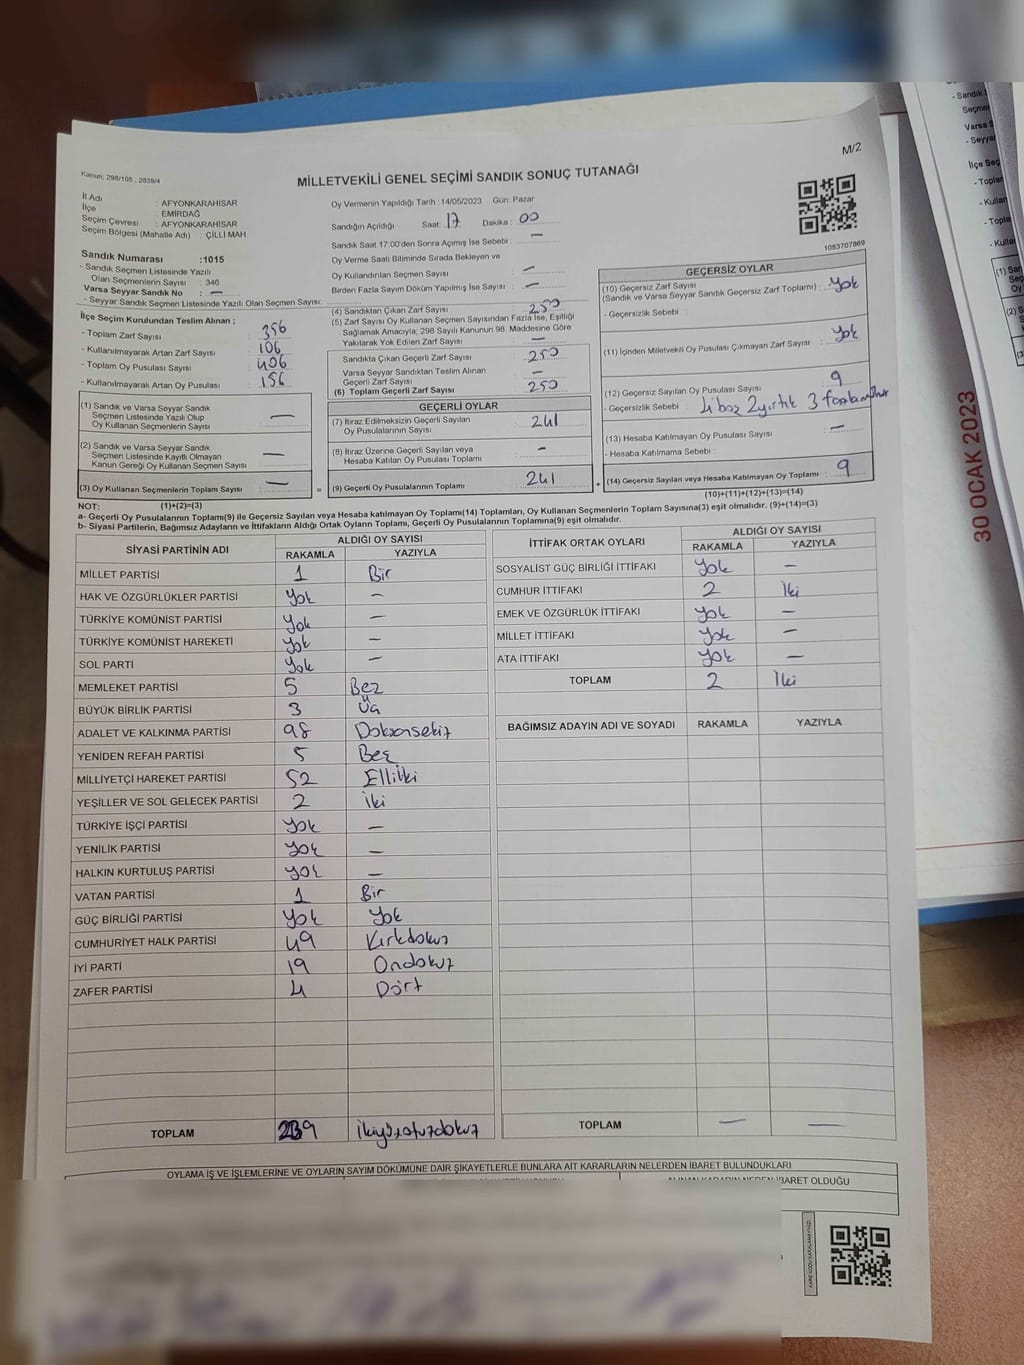 M/2
Kanun; 298/105 , 2839/4
MİLLETVEKİLİ GENEL SEÇİMİ SANDIK SONUÇ TUTANAĞI
İl Adı : AFYONKARAHİSAR
İlçe : EMİRDAĞ
Seçim Çevresi : AFYONKARAHİSAR
Seçim Bölgesi (Mahalle Adı) : ÇİLLİ MAH.
Oy Vermenin Yapıldığı Tarih : 14/05/2023 Gün: Pazar
Sandığın Açıldığı Saat: 17 Dakika : 00
Sandık Saat 17:00'den Sonra Açılmış İse Sebebi : —
Oy Verme Saati Bitiminde Sırada Bekleyen ve
Oy Kullandırılan Seçmen Sayısı : —
Birden Fazla Sayım Döküm Yapılmış İse Sayısı : —
1083707869
Sandık Numarası :1015
- Sandık Seçmen Listesinde Yazılı
Olan Seçmenlerin Sayısı : 346
Varsa Seyyar Sandık No : —
- Seyyar Sandık Seçmen Listesinde Yazılı Olan Seçmen Sayısı:
İlçe Seçim Kurulundan Teslim Alınan ;
- Toplam Zarf Sayısı : 356
- Kullanılmayarak Artan Zarf Sayısı : 106
- Toplam Oy Pusulası Sayısı : 406
- Kullanılmayarak Artan Oy Pusulası : 156
(1) Sandık ve Varsa Seyyar Sandık
Seçmen Listesinde Yazılı Olup
Oy Kullanan Seçmenlerin Sayısı : —
(2) Sandık ve Varsa Seyyar Sandık
Seçmen Listesinde Kayıtlı Olmayan
Kanun Gereği Oy Kullanan Seçmen Sayısı : —
(3) Oy Kullanan Seçmenlerin Toplam Sayısı : —
(4) Sandıktan Çıkan Zarf Sayısı : 250
(5) Zarf Sayısı Oy Kullanan Seçmen Sayısından Fazla İse, Eşitliği
Sağlamak Amacıyla; 298 Sayılı Kanunun 98. Maddesine Göre
Yakılarak Yok Edilen Zarf Sayısı : —
Sandıkta Çıkan Geçerli Zarf Sayısı : 250
Varsa Seyyar Sandıktan Teslim Alınan
Geçerli Zarf Sayısı : —
(6) Toplam Geçerli Zarf Sayısı : 250
GEÇERLİ OYLAR
(7) İtiraz Edilmeksizin Geçerli Sayılan
Oy Pusulalarının Sayısı : 241
(8) İtiraz Üzerine Geçerli Sayılan veya
Hesaba Katılan Oy Pusulası Toplamı : -
(9) Geçerli Oy Pusulalarının Toplamı : 241
GEÇERSİZ OYLAR
(10) Geçersiz Zarf Sayısı
(Sandık ve Varsa Seyyar Sandık Geçersiz Zarf Toplamı) : Yok
- Geçersizlik Sebebi :
(11) İçinden Milletvekili Oy Pusulası Çıkmayan Zarf Sayısı : Yok
(12) Geçersiz Sayılan Oy Pusulası Sayısı : 9
- Geçersizlik Sebebi : 4 boş 2 yırtık 3
(13) Hesaba Katılmayan Oy Pusulası Sayısı : —
- Hesaba Katılmama Sebebi :
(14) Geçersiz Sayılan veya Hesaba Katılmayan Oy Toplamı : 9
(10)+(11)+(12)+(13)=(14)
NOT: (1)+(2)=(3)
a- Geçerli Oy Pusulalarının Toplamı(9) ile Geçersiz Sayılan veya Hesaba katılmayan Oy Toplamı(14) Toplamları, Oy Kullanan Seçmenlerin Toplam Sayısına(3) eşit olmalıdır. (9)+(14)=(3)
b- Siyasi Partilerin, Bağımsız Adayların ve İttifakların Aldığı Ortak Oyların Toplamı, Geçerli Oy Pusulalarının Toplamına(9) eşit olmalıdır.
SİYASİ PARTİNİN ADI ALDIĞI OY SAYISI
RAKAMLA YAZIYLA
MİLLET PARTİSİ 1 Bir
HAK VE ÖZGÜRLÜKLER PARTİSİ Yok —
TÜRKİYE KOMÜNİST PARTİSİ Yok —
TÜRKİYE KOMÜNİST HAREKETİ Yok —
SOL PARTİ Yok —
MEMLEKET PARTİSİ 5 Beş
BÜYÜK BİRLİK PARTİSİ 3 Üç
ADALET VE KALKINMA PARTİSİ 98 Doksansekiz
YENİDEN REFAH PARTİSİ 5 Beş
MİLLİYETÇİ HAREKET PARTİSİ 52 Elliiki
YEŞİLLER VE SOL GELECEK PARTİSİ 2 iki
TÜRKİYE İŞÇİ PARTİSİ Yok —
YENİLİK PARTİSİ Yok —
HALKIN KURTULUŞ PARTİSİ Yok —
VATAN PARTİSİ 1 Bir
GÜÇ BİRLİĞİ PARTİSİ Yok Yok
CUMHURİYET HALK PARTİSİ 49 Kırkdokuz
İYİ PARTİ 19 Ondokuz
ZAFER PARTİSİ 4 Dört
TOPLAM 239 ikiyüzotuzdokuz
İTTİFAK ORTAK OYLARI ALDIĞI OY SAYISI
RAKAMLA YAZIYLA
SOSYALİST GÜÇ BİRLİĞİ İTTİFAKI Yok —
CUMHUR İTTİFAKI 2 İki
EMEK VE ÖZGÜRLÜK İTTİFAKI Yok —
MİLLET İTTİFAKI Yok —
ATA İTTİFAKI Yok —
TOPLAM 2 İki
BAĞIMSIZ ADAYIN ADI VE SOYADI RAKAMLA YAZIYLA
TOPLAM — —
OYLAMA İŞ VE İŞLEMLERİNE VE OYLARIN SAYIM DÖKÜMÜNE DAİR ŞİKAYETLERLE BUNLARA AİT KARARLARIN NELERDEN İBARET BULUNDUKLARI
İBARET OLDUĞU
30 OCAK 2023
- Sandık
Seçmen
Varsa S
- Seyyar
İlçe Seç
- Toplan
- Kullan
- Topla
- Kulla